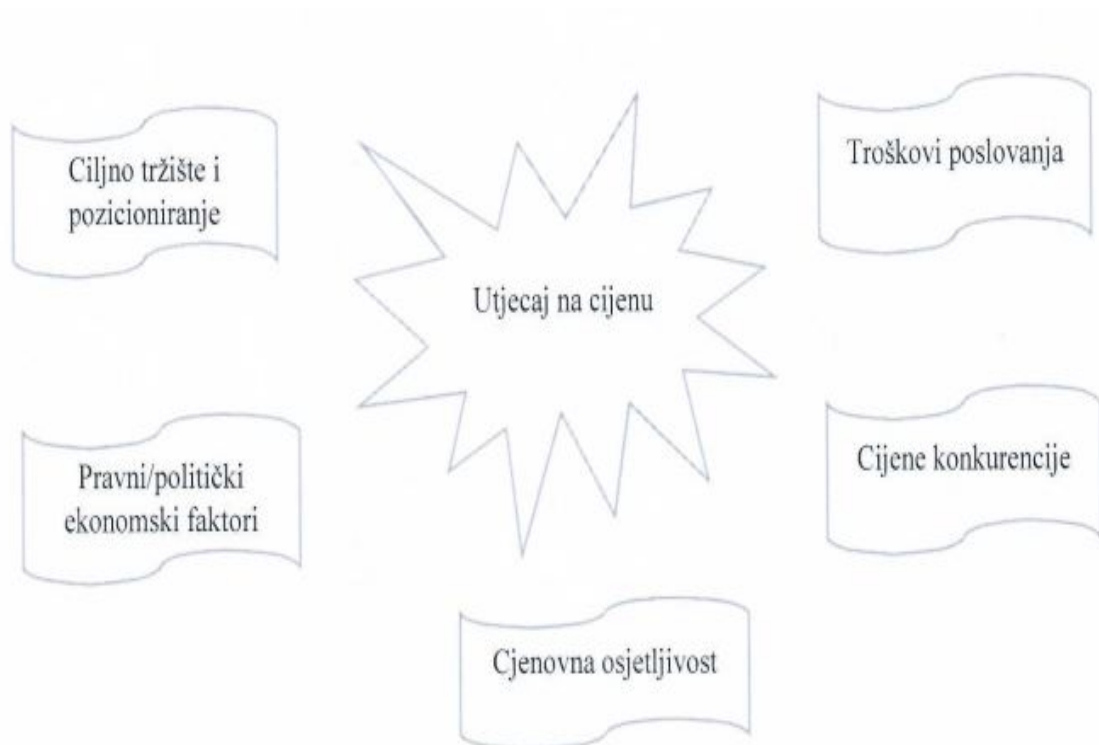 Ciljno tržište i
pozicioniranje
Troškovi poslovanja
Utjecaj na cijenu
Pravni/politički
ekonomski faktori
Cijene konkurencije
Cjenovna osjetljivost